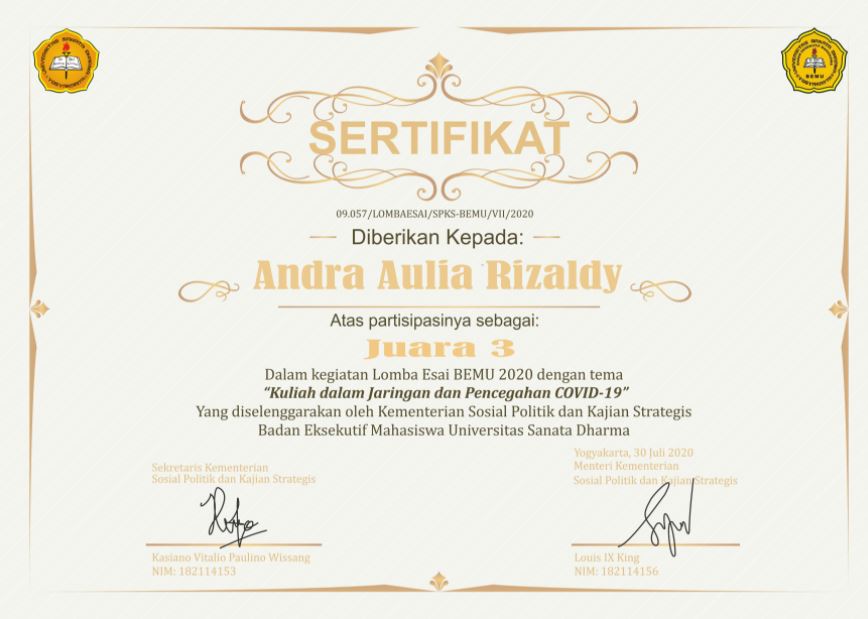 SERTIFIKAT
09.057/LOMBAESAI/SPKS-BEMU/VII/2020
Diberikan Kepada:
Andra Aulia Rizaldy
Atas partisipasinya sebagai:
Juara 3
Dalam kegiatan Lomba Esai BEMU 2020 dengan tema
“Kuliah dalam Jaringan dan Pencegahan COVID-19”
Yang diselenggarakan oleh Kementerian Sosial Politik dan Kajian Strategis
Badan Eksekutif Mahasiswa Universitas Sanata Dharma
Sekretaris Kementerian
Sosial Politik dan Kajian Strategis
Kasiano Vitalio Paulino Wissang
NIM: 182114153
Yogyakarta, 30 Juli 2020
Menteri Kementerian
Sosial Politik dan Kajian Strategis
Louis IX King
NIM: 182114156
BEMU